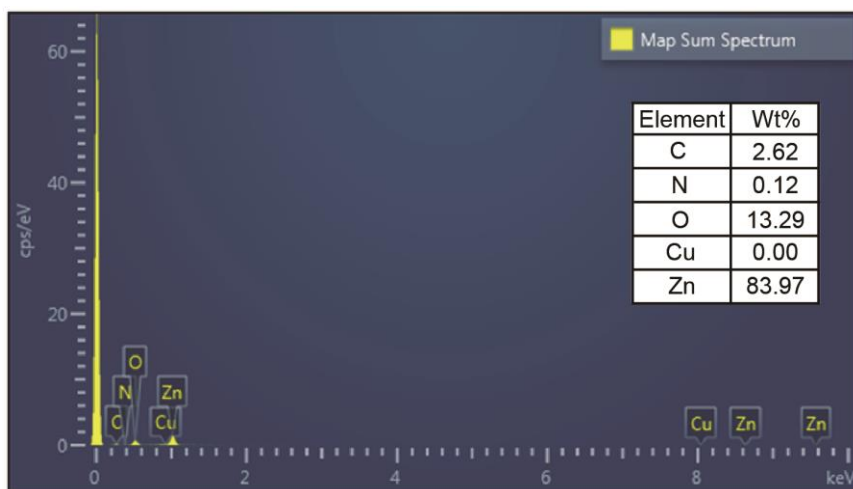 Map Sum Spectrum
60
Element Wt%
C 2.62
N 0.12
O 13.29
Cu 0.00
Zn 83.97
40
cps/eV
20
O
N Zn
C Cu Cu Zn Zn
0
0 2 4 6 8 keV